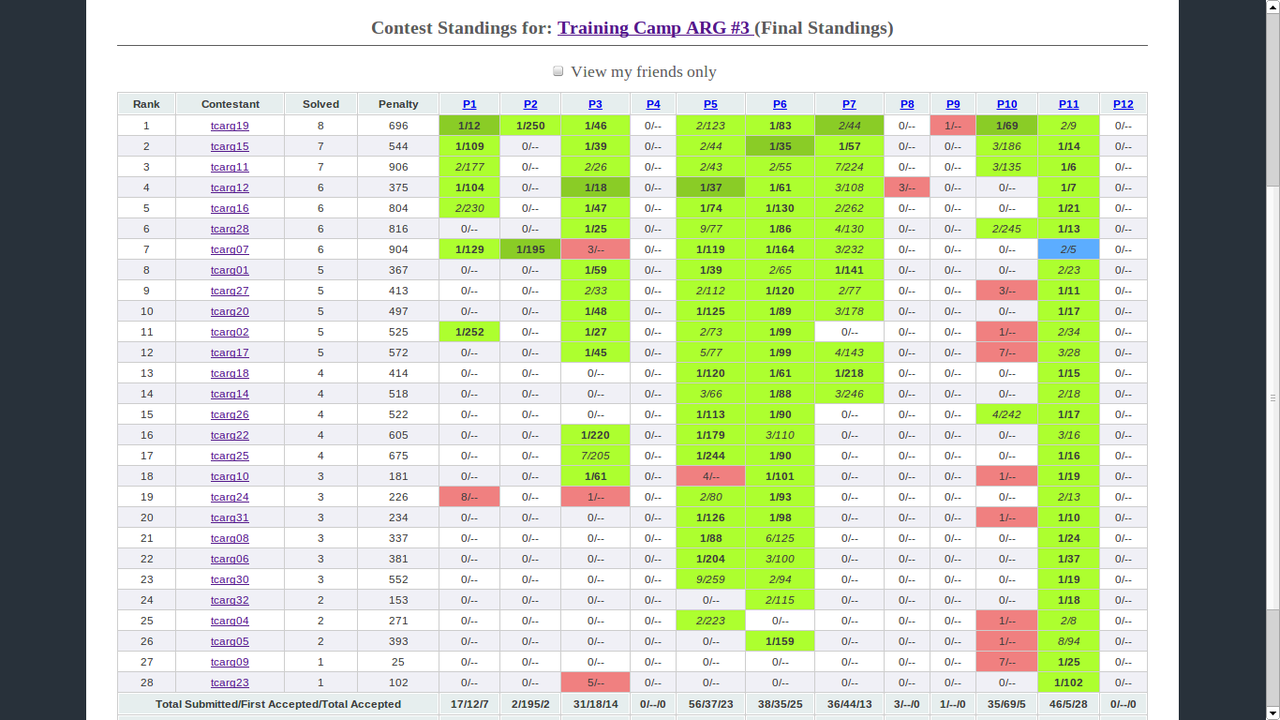 Contest Standings for: Training Camp ARG #3 (Final Standings)
View my friends only
Rank Contestant Solved Penalty P1 P2 P3 P4 P5 P6 P7 P8 P9 P10 P11 P12
1 tcarg19 8 696 1/12 1/250 1/46 0/-- 2/123 1/83 2/44 0/-- 1/-- 1/69 2/9 0/--
2 tcarg15 7 544 1/109 0/-- 1/39 0/-- 2/44 1/35 1/57 0/-- 0/-- 3/186 1/14 0/--
3 tcarg11 7 906 2/177 0/-- 2/26 0/-- 2/43 2/55 7/224 0/-- 0/-- 3/135 1/6 0/--
4 tcarg12 6 375 1/104 0/-- 1/18 0/-- 1/37 1/61 3/108 3/-- 0/-- 0/-- 1/7 0/--
5 tcarg16 6 804 2/230 0/-- 1/47 0/-- 1/74 1/130 2/262 0/-- 0/-- 0/-- 1/21 0/--
6 tcarg28 6 816 0/-- 0/-- 1/25 0/-- 9/77 1/86 4/130 0/-- 0/-- 2/245 1/13 0/--
7 tcarg07 6 904 1/129 1/195 3/-- 0/-- 1/119 1/164 3/232 0/-- 0/-- 0/-- 2/5 0/--
8 tcarg01 5 367 0/-- 0/-- 1/59 0/-- 1/39 2/65 1/141 0/-- 0/-- 0/-- 2/23 0/--
9 tcarg27 5 413 0/-- 0/-- 2/33 0/-- 2/112 1/120 2/77 0/-- 0/-- 3/-- 1/11 0/--
10 tcarg20 5 497 0/-- 0/-- 1/48 0/-- 1/125 1/89 3/178 0/-- 0/-- 0/-- 1/17 0/--
11 tcarg02 5 525 1/252 0/-- 1/27 0/-- 2/73 1/99 0/-- 0/-- 0/-- 1/-- 2/34 0/--
12 tcarg17 5 572 0/-- 0/-- 1/45 0/-- 5/77 1/99 4/143 0/-- 0/-- 7/-- 3/28 0/--
13 tcarg18 4 414 0/-- 0/-- 0/-- 0/-- 1/120 1/61 1/218 0/-- 0/-- 0/-- 1/15 0/--
14 tcarg14 4 518 0/-- 0/-- 0/-- 0/-- 3/66 1/88 3/246 0/-- 0/-- 0/-- 2/18 0/--
15 tcarg26 4 522 0/-- 0/-- 0/-- 0/-- 1/113 1/90 0/-- 0/-- 0/-- 4/242 1/17 0/--
16 tcarg22 4 605 0/-- 0/-- 1/220 0/-- 1/179 3/110 0/-- 0/-- 0/-- 0/-- 3/16 0/--
17 tcarg25 4 675 0/-- 0/-- 7/205 0/-- 1/244 1/90 0/-- 0/-- 0/-- 0/-- 1/16 0/--
18 tcarg10 3 181 0/-- 0/-- 1/61 0/-- 4/-- 1/101 0/-- 0/-- 0/-- 1/-- 1/19 0/--
19 tcarg24 3 226 8/-- 0/-- 1/-- 0/-- 2/80 1/93 0/-- 0/-- 0/-- 0/-- 2/13 0/--
20 tcarg31 3 234 0/-- 0/-- 0/-- 0/-- 1/126 1/98 0/-- 0/-- 0/-- 1/-- 1/10 0/--
21 tcarg08 3 337 0/-- 0/-- 0/-- 0/-- 1/88 6/125 0/-- 0/-- 0/-- 0/-- 1/24 0/--
22 tcarg06 3 381 0/-- 0/-- 0/-- 0/-- 1/204 3/100 0/-- 0/-- 0/-- 0/-- 1/37 0/--
23 tcarg30 3 552 0/-- 0/-- 0/-- 0/-- 9/259 2/94 0/-- 0/-- 0/-- 0/-- 1/19 0/--
24 tcarg32 2 153 0/-- 0/-- 0/-- 0/-- 0/-- 2/115 0/-- 0/-- 0/-- 0/-- 1/18 0/--
25 tcarg04 2 271 0/-- 0/-- 0/-- 0/-- 2/223 0/-- 0/-- 0/-- 0/-- 1/-- 2/8 0/--
26 tcarg05 2 393 0/-- 0/-- 0/-- 0/-- 0/-- 1/159 0/-- 0/-- 0/-- 1/-- 8/94 0/--
27 tcarg09 1 25 0/-- 0/-- 0/-- 0/-- 0/-- 0/-- 0/-- 0/-- 0/-- 7/-- 1/25 0/--
28 tcarg23 1 102 0/-- 0/-- 5/-- 0/-- 0/-- 0/-- 0/-- 0/-- 0/-- 0/-- 1/102 0/--
Total Submitted/First Accepted/Total Accepted 17/12/7 2/195/2 31/18/14 0/--/0 56/37/23 38/35/25 36/44/13 3/--/0 1/--/0 35/69/5 46/5/28 0/--/0